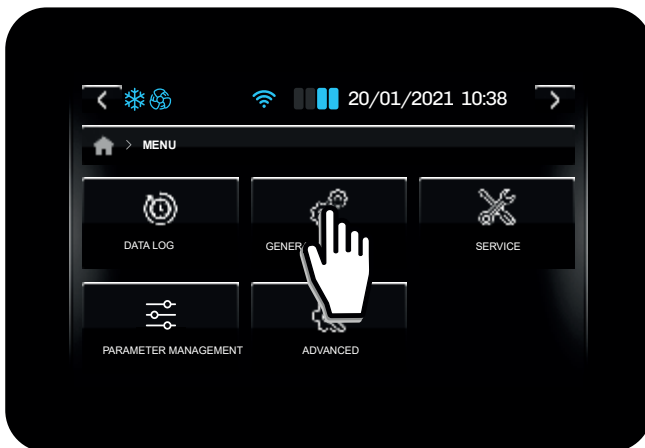 20/01/2021 10:38
> MENU
DATA LOG
SERVICE
PARAMETER MANAGEMENT
ADVANCED